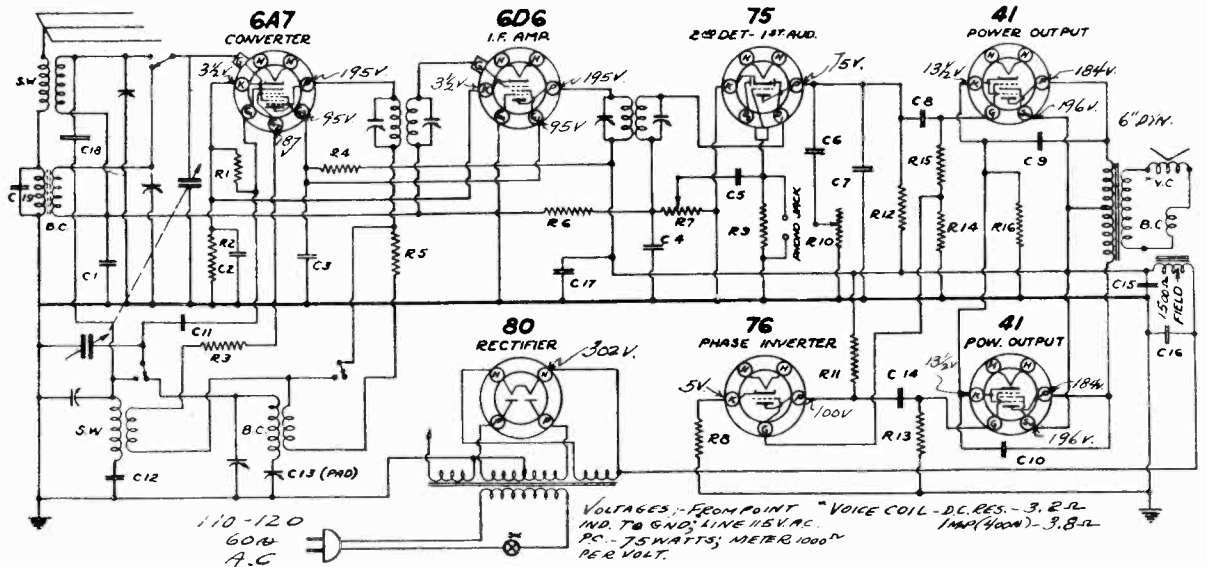 6A7
CONVERTER
6D6
I.F. AMP.
75
2ND DET - 1ST AUD.
41
POWER OUTPUT
S.W.
G
H
H
K
P
G
G
G
3½V.
195V.
95V.
187V
G
H
H
K
P
G
G
3½V.
195V.
95V
H
H
K
P
75V.
H
H
K
P
G
G
13½V.
184V.
196V.
6" DYN.
C18
C19
B.C.
C1
R1
R2
C2
C3
R4
R5
R6
R7
C4
C5
C17
R9
PHONO JACK
C6
R10
C7
R12
C8
R15
R14
C9
R16
*V.C
B.C.
C15
1500Ω
FIELD
C16
C11
R3
S.W
B.C.
C12
C13 (PAD)
80
RECTIFIER
302V.
H
H
P
P
76
PHASE INVERTER
5V
H
H
K
P
G
100V
R8
R11
C14
R13
41
POW. OUTPUT
13½V
H
H
K
P
G
G
184V
196V.
C10
110-120
60~
A.C
VOLTAGES:- FROM POINT
IND. TO GND; LINE 115V. A.C.
PC.- 75 WATTS; METER 1000Ω
PER VOLT.
*VOICE COIL - D.C. RES. - 3.2Ω
IMP (400~) - 3.8Ω